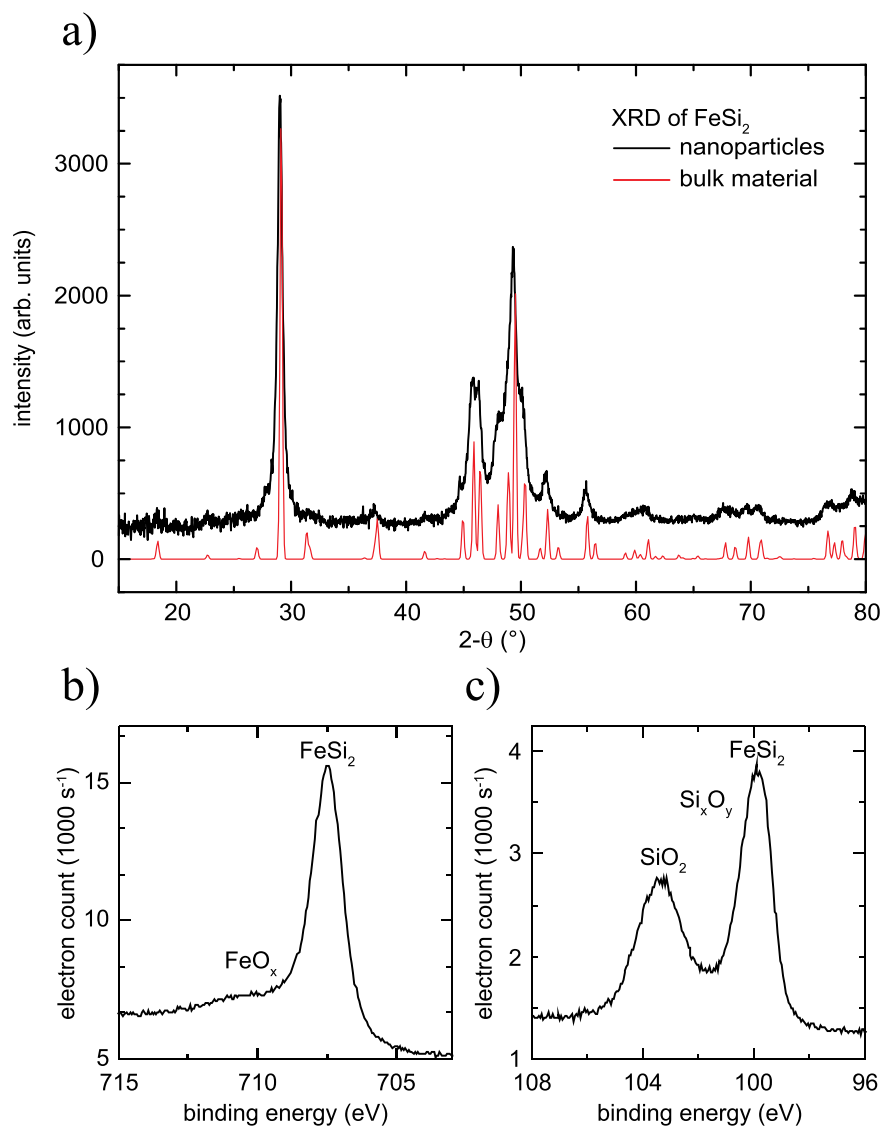 a)
XRD of FeSi₂
nanoparticles
bulk material
intensity (arb. units)
3000
2000
1000
0
20 30 40 50 60 70 80
2-θ (°)
b)
FeSi₂
FeOₓ
electron count (1000 s⁻¹)
15
10
5
715 710 705
binding energy (eV)
c)
FeSi₂
SiₓOᵧ
SiO₂
electron count (1000 s⁻¹)
4
3
2
1
108 104 100 96
binding energy (eV)